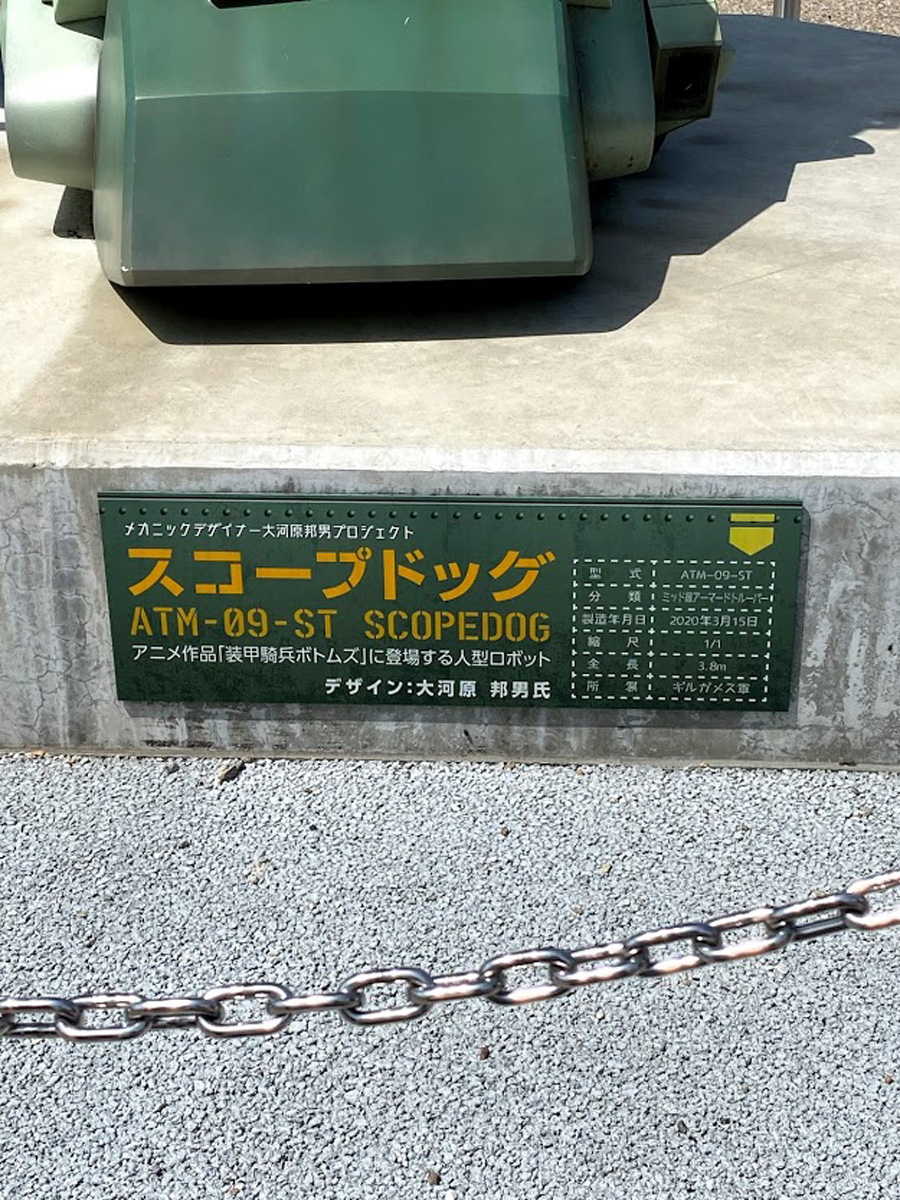 メカニックデザイナー大河原邦男プロジェクト
スコープドッグ
ATM-09-ST SCOPEDOG
アニメ作品「装甲騎兵ボトムズ」に登場する人型ロボット
デザイン:大河原 邦男氏
型 式 ATM-09-ST
分 類 ミッド級アーマードトルーパー
製造年月日 2020年3月15日
縮 尺 1/1
全 長 3.8m
所 属 ギルガメス軍